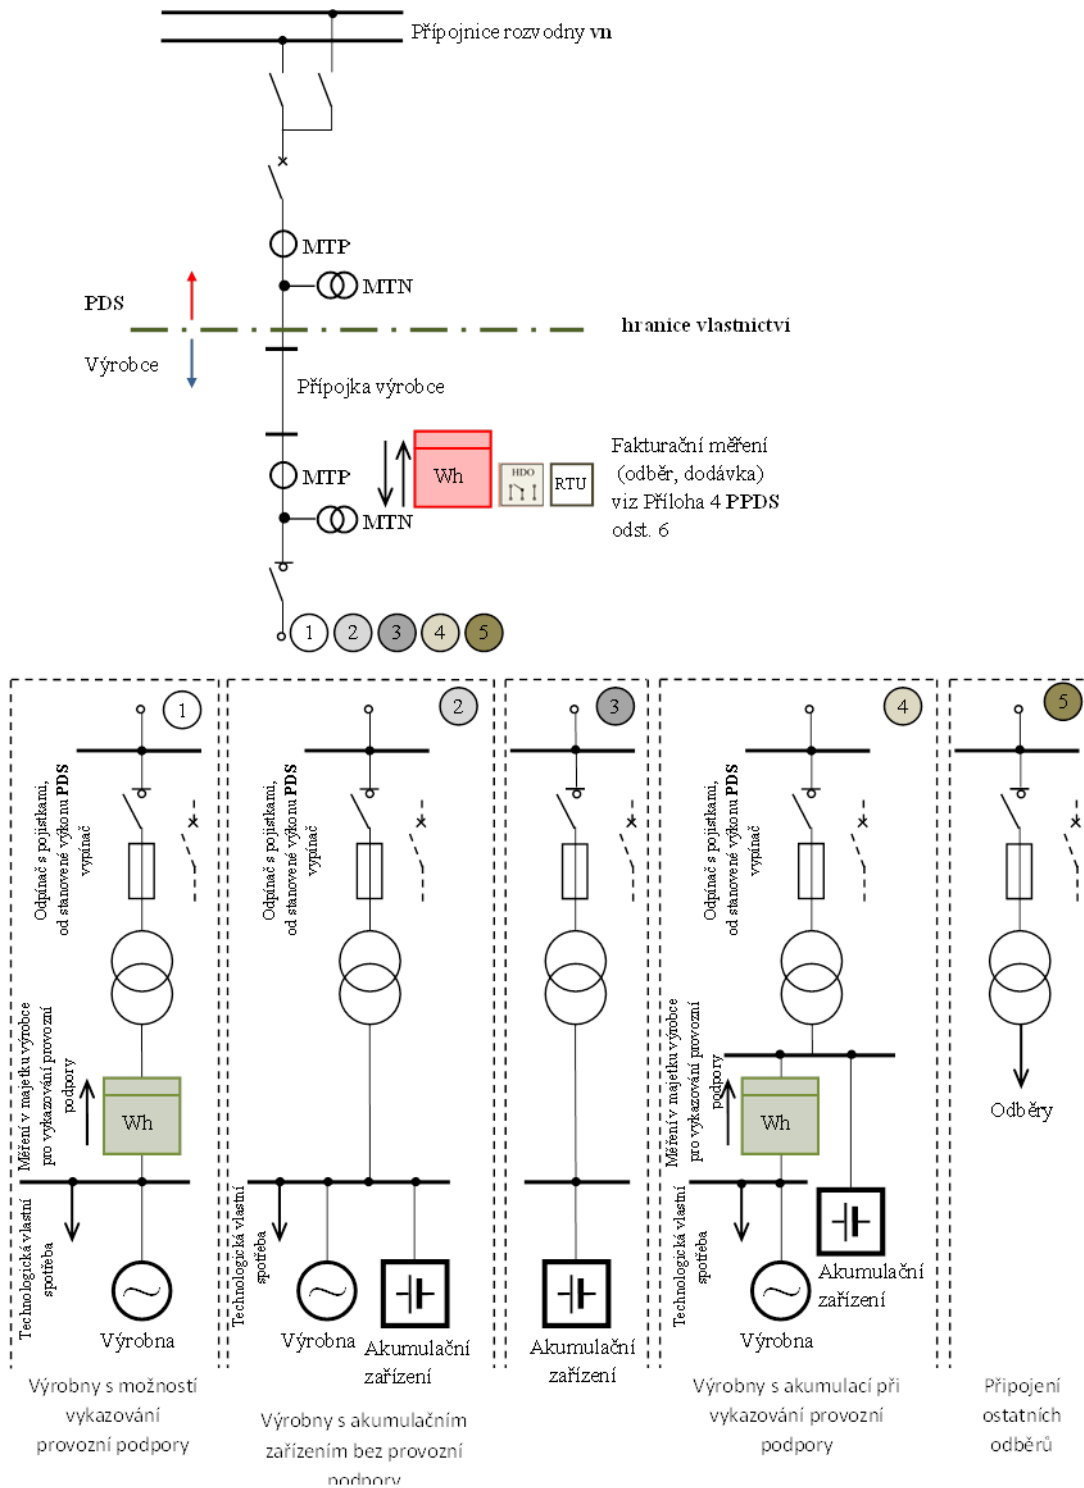 Přípojnice rozvodny vn
MTP
MTN
PDS
hranice vlastnictví
Výrobce
Přípojka výrobce
Fakturační měření
(odběr, dodávka)
viz Příloha 4 PPDS
odst. 6
Wh
HDO
RTU
MTP
MTN
1
2
3
4
5
1
Odpínač s pojistkami,
od stanovené výkonu PDS
vypínač
Měření v majetku výrobce
pro vykazování provozní
podpory
Wh
Technologická vlastní
spotřeba
Výrobna
Výrobny s možností
vykazování
provozní podpory
2
Odpínač s pojistkami,
od stanovené výkonu PDS
vypínač
Technologická vlastní
spotřeba
Výrobna
Akumulační
zařízení
Výrobny s akumulačním
zařízením bez provozní
podpory
3
Akumulační
zařízení
4
Odpínač s pojistkami,
od stanovené výkonu PDS
vypínač
Měření v majetku výrobce
pro vykazování provozní
podpory
Wh
Technologická vlastní
spotřeba
Výrobna
Akumulační
zařízení
Výrobny s akumulací při
vykazování provozní
podpory
5
Odběry
Připojení
ostatních
odběrů